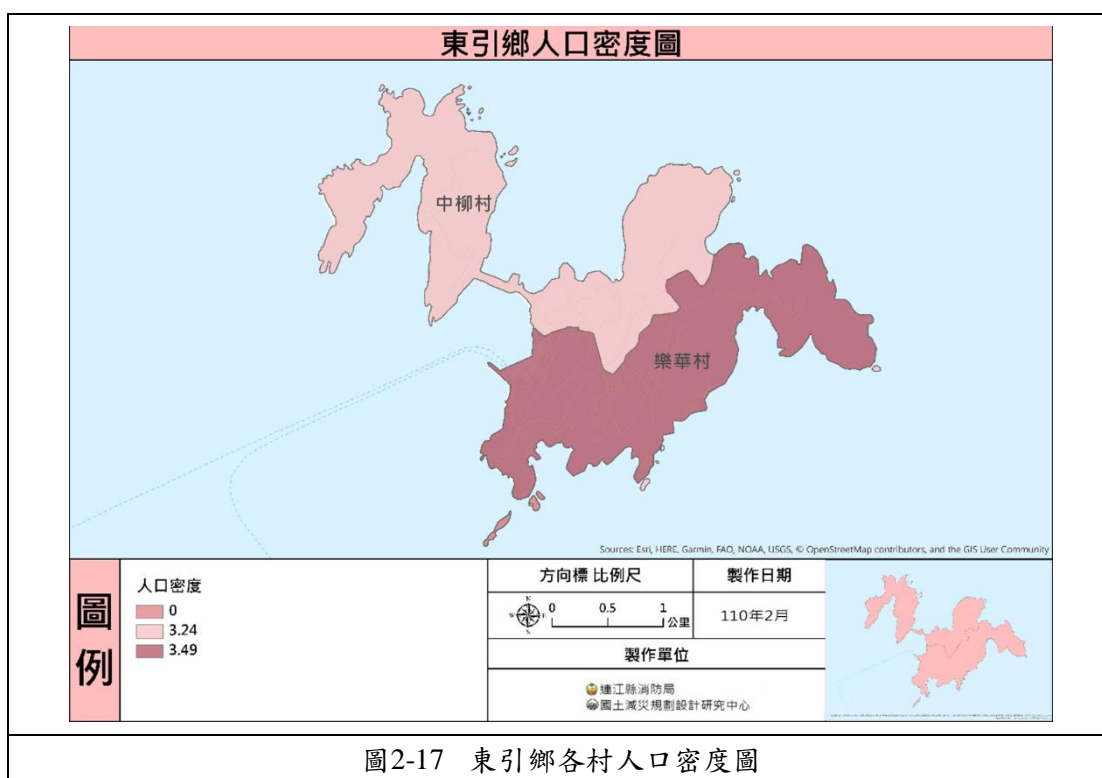 東引鄉人口密度圖
中柳村
樂華村
Sources: Esri, HERE, Garmin, FAO, NOAA, USGS, © OpenStreetMap contributors, and the GIS User Community
圖例
人口密度
0
3.24
3.49
方向標 比例尺
N
W E
S
0 0.5 1
公里
製作日期
110年2月
製作單位
連江縣消防局
國土減災規劃設計研究中心
圖2-17 東引鄉各村人口密度圖